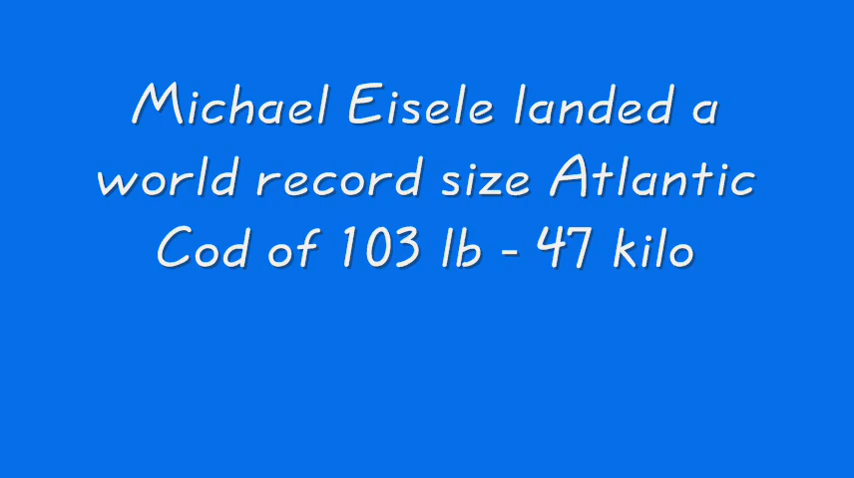 Michael Eisele landed a
world record size Atlantic
Cod of 103 lb - 47 kilo